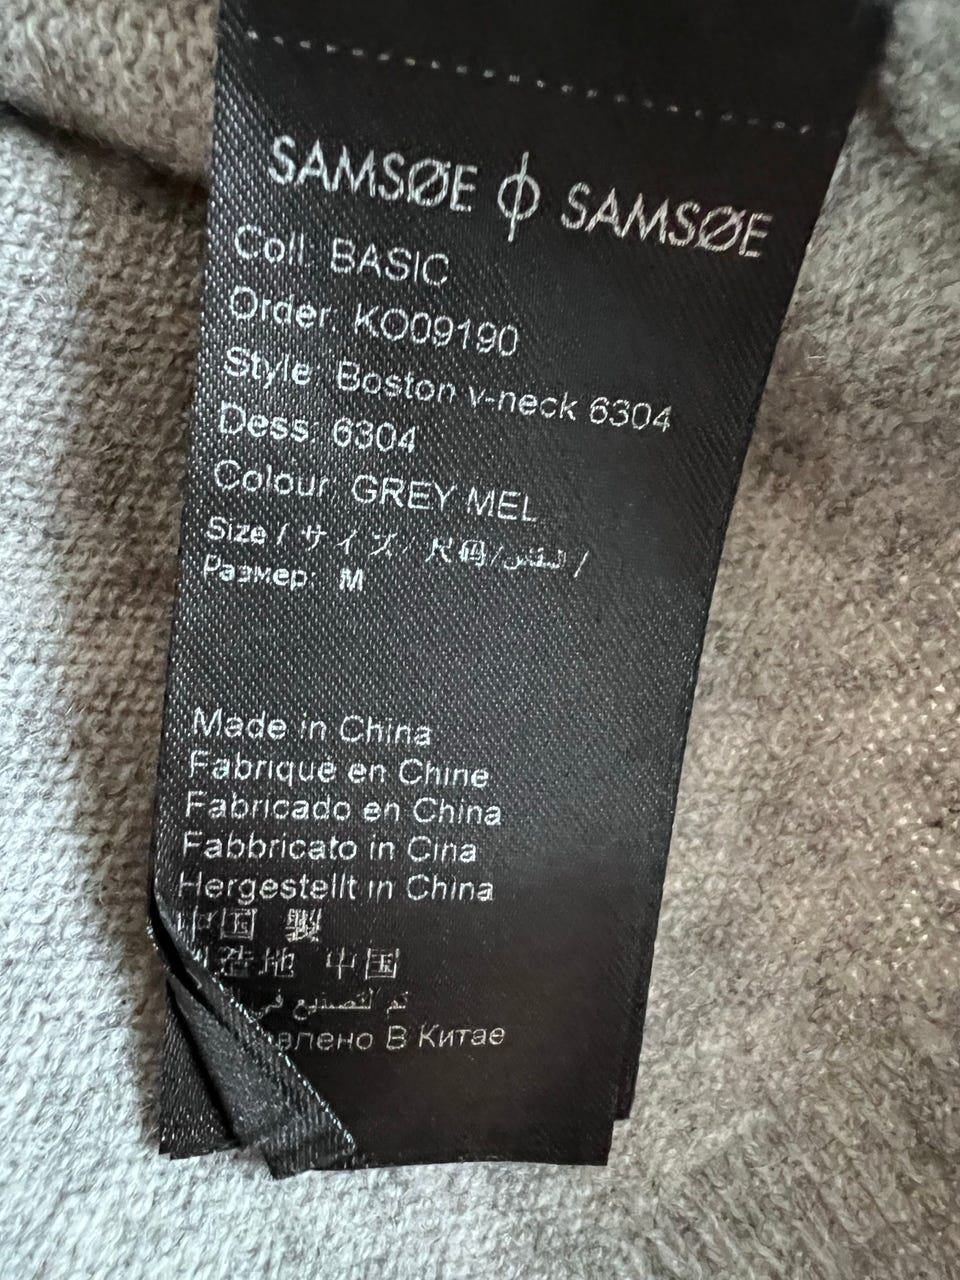 SAMSØE ϕ SAMSØE
Coll: BASIC
Order: KO09190
Style: Boston v-neck 6304
Dess: 6304
Colour: GREY MEL
Size / サイズ / 尺码 / المقاس /
Размер: M
Made in China
Fabriqué en Chine
Fabricado en China
Fabbricato in Cina
Hergestellt in China
中国 製
造地 中国
تم لتصنيع في
влено В Китае